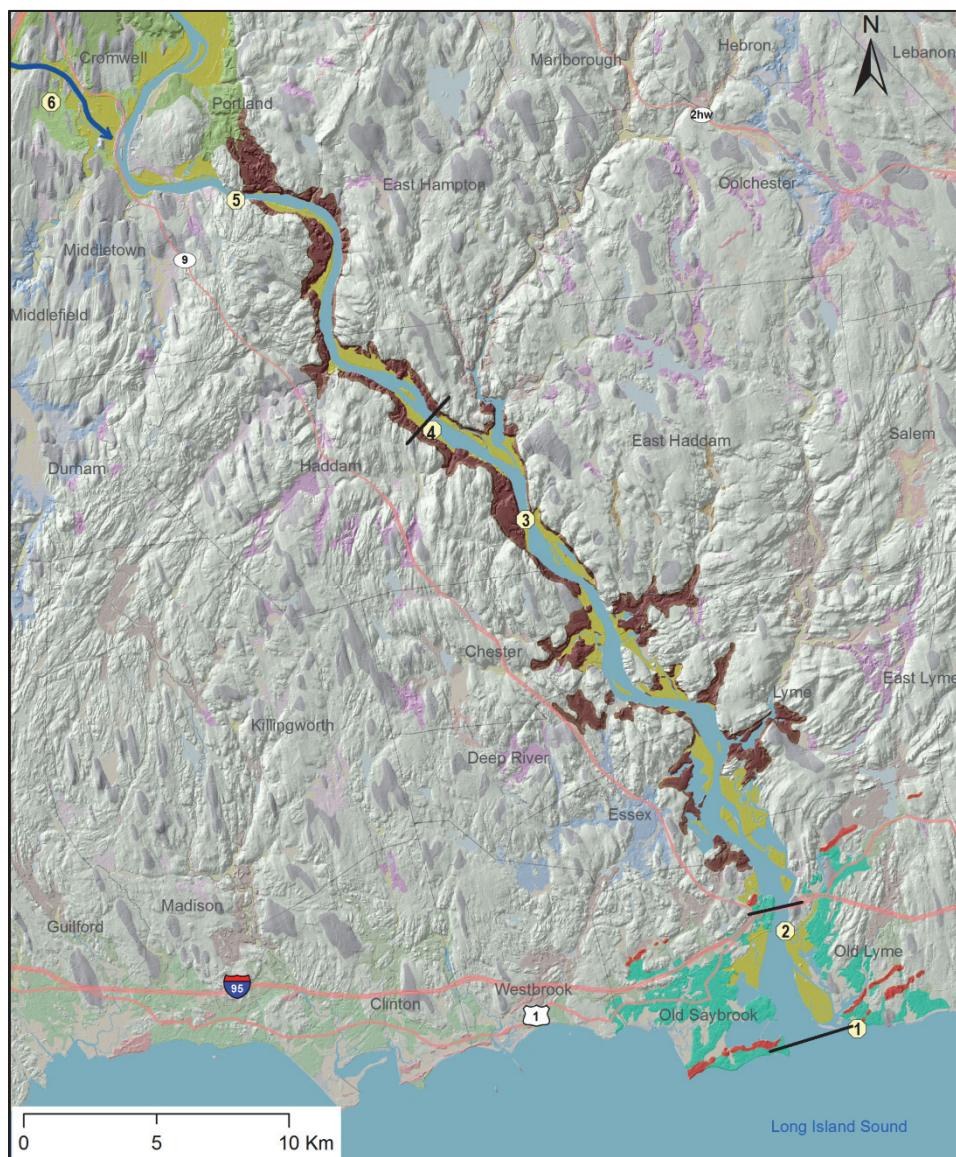 N
Cromwell
Marlborough
Hebron
Lebanon
6
Portland
2hw
East Hampton
Colchester
5
Middletown
9
Middlefield
4
East Haddam
Salem
Durham
Haddam
3
Chester
East Lyme
Lyme
Killingworth
Deep River
Essex
Madison
Guilford
2
Old Lyme
95
Clinton
Westbrook
1
Old Saybrook
1
0 5 10 Km
Long Island Sound